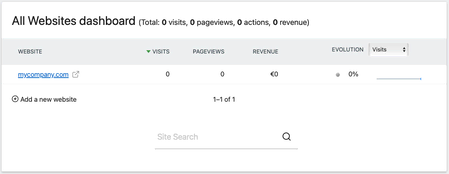 All Websites dashboard (Total: 0 visits, 0 pageviews, 0 actions, 0 revenue)
WEBSITE VISITS PAGEVIEWS REVENUE EVOLUTION Visits
mycompany.com 0 0 €0 0%
Add a new website 1–1 of 1
Site Search